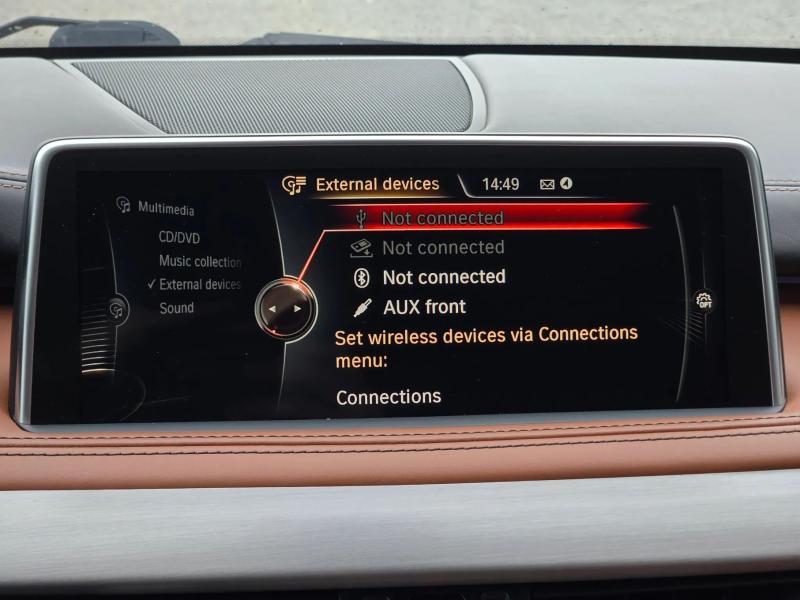 External devices
14:49
Multimedia
CD/DVD
Music collection
External devices
Sound
Not connected
Not connected
Not connected
AUX front
Set wireless devices via Connections
menu:
Connections
OPT